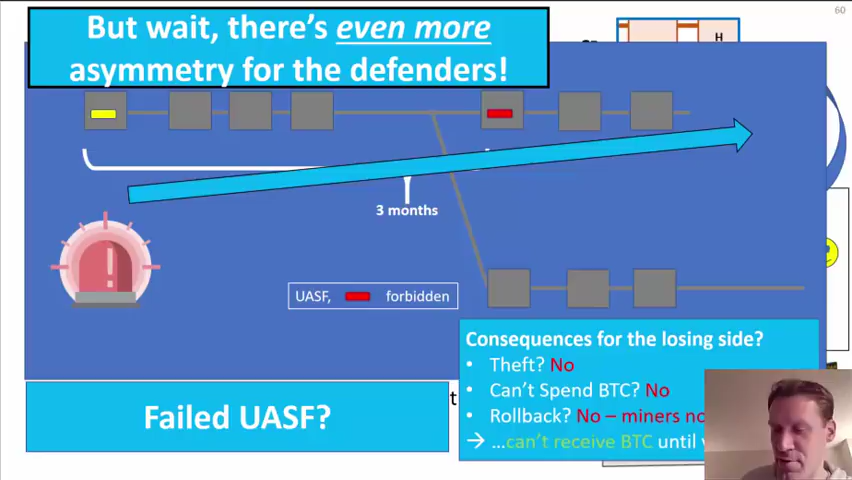 60
But wait, there's even more
asymmetry for the defenders!
H
3 months
UASF, forbidden
Consequences for the losing side?
• Theft? No
• Can't Spend BTC? No
• Rollback? No – miners
→ ...can't receive BTC until
Failed UASF?